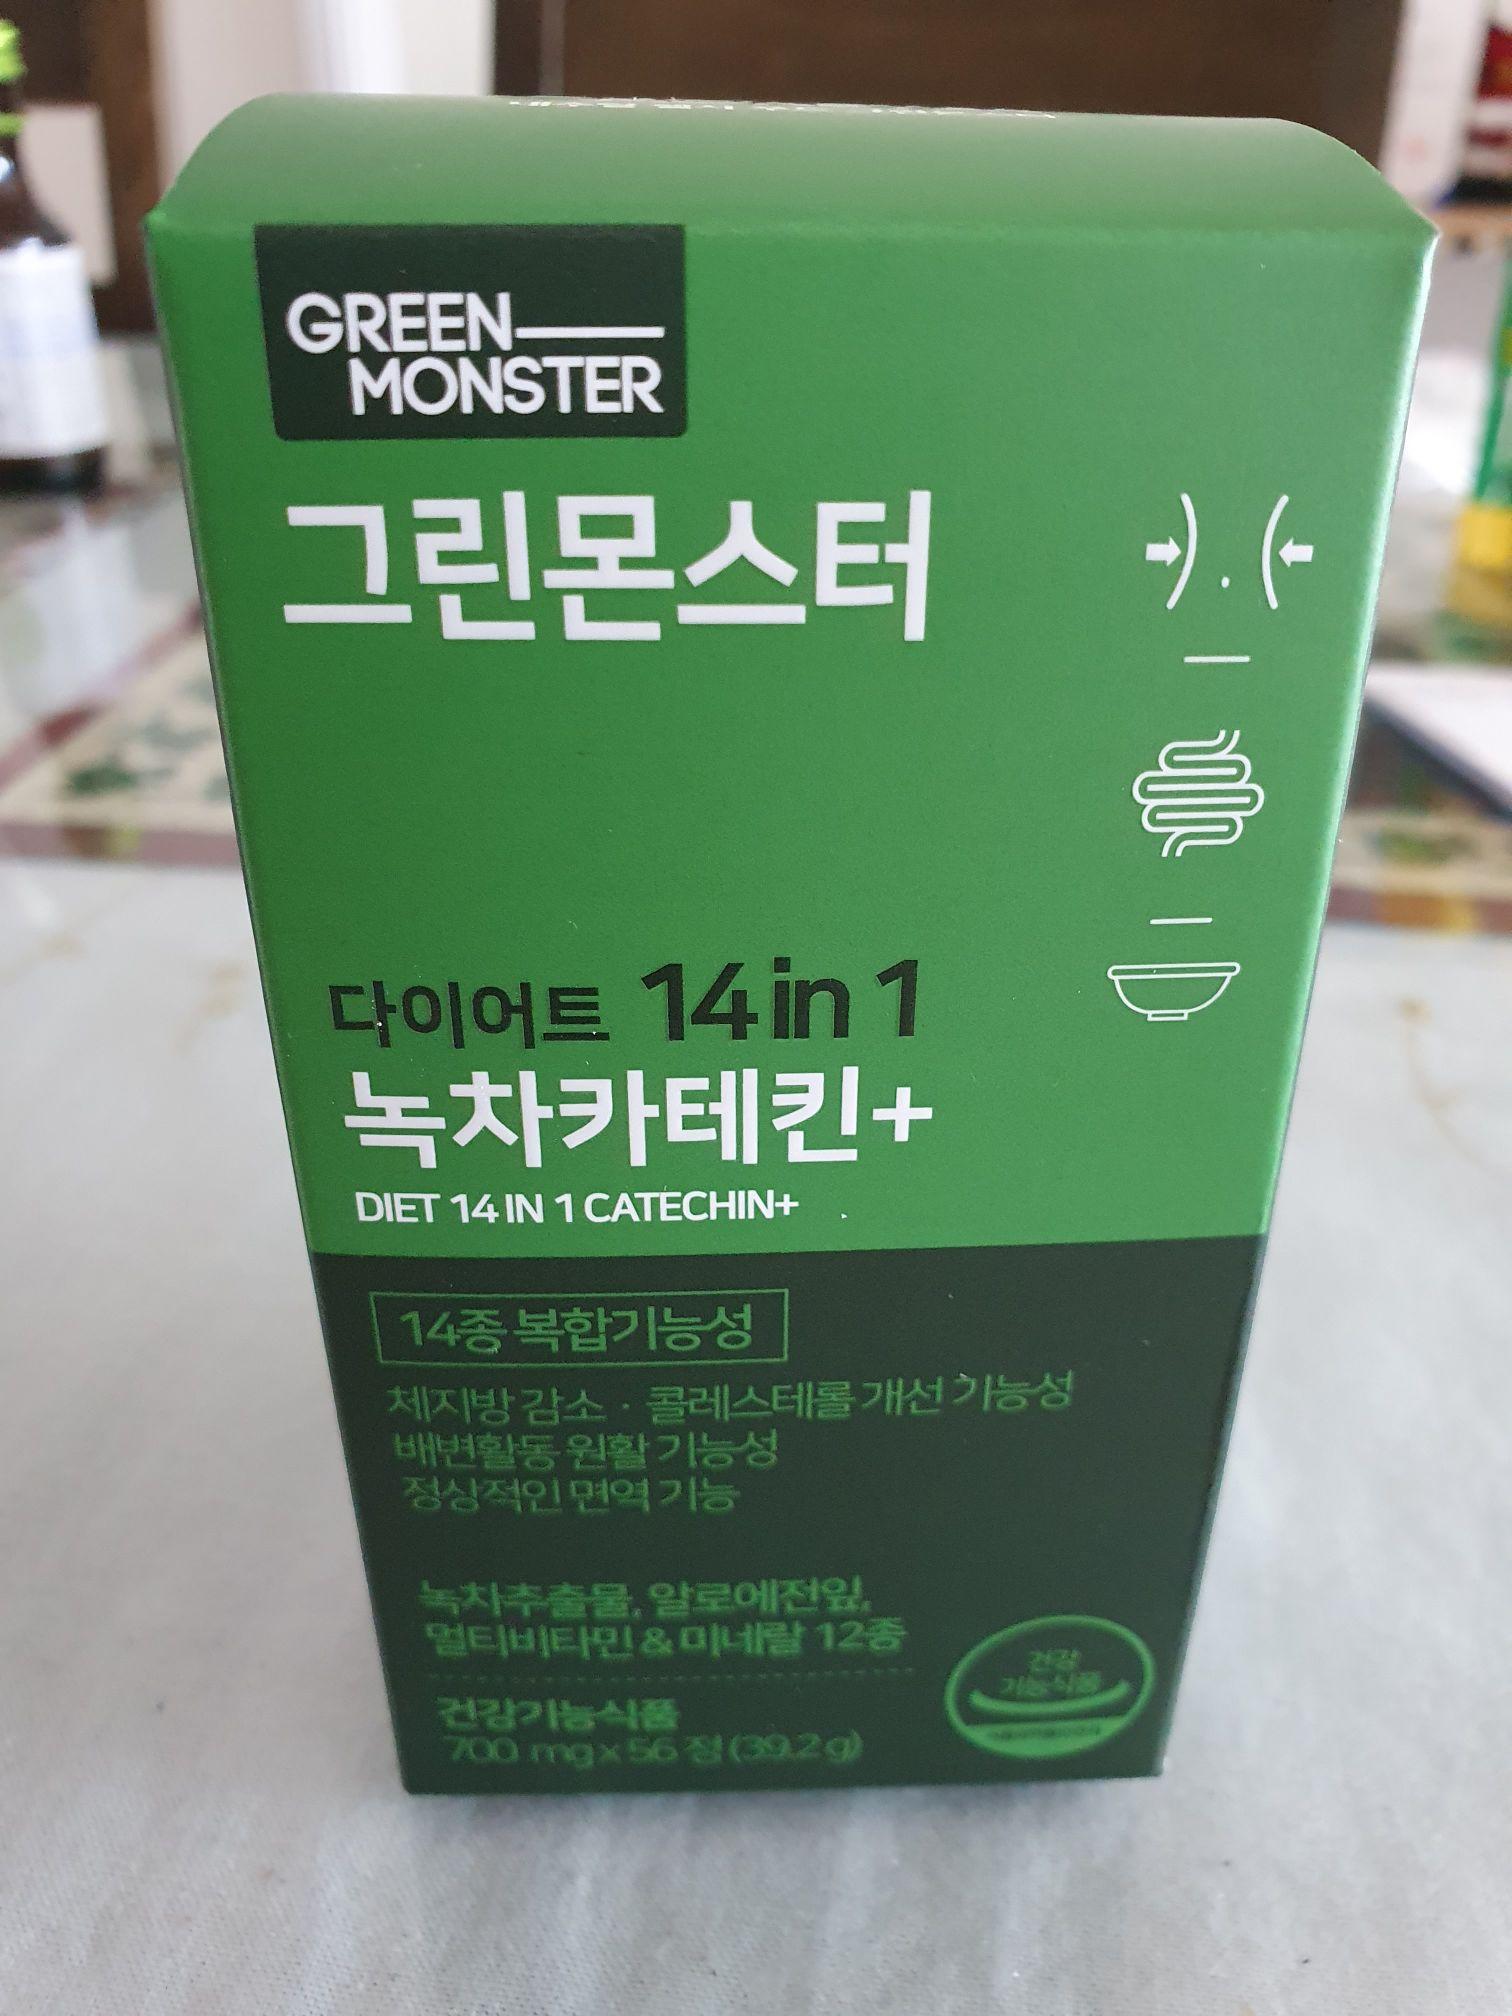 GREEN
MONSTER
그린몬스터
다이어트 14 in 1
녹차카테킨+
DIET 14 IN 1 CATECHIN+
14종 복합기능성
체지방 감소 · 콜레스테롤 개선 기능성
배변활동 원활 기능성
정상적인 면역 기능
녹차추출물, 알로에전잎,
멀티비타민 & 미네랄 12종
건강기능식품
700 mg x 56 정 (39.2 g)
건강
기능식품